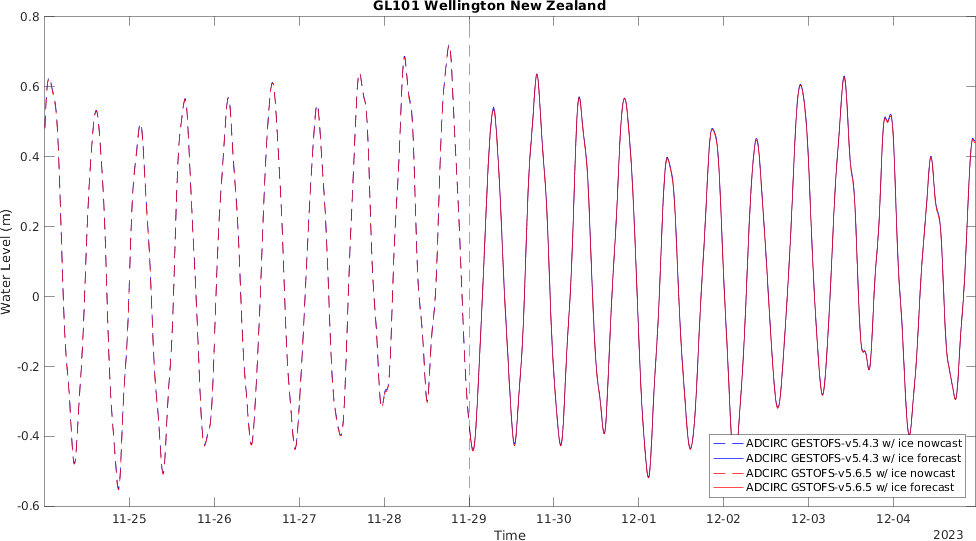 GL101 Wellington New Zealand
0.8
0.6
0.4
0.2
0
-0.2
-0.4
-0.6
Water Level (m)
ADCIRC GESTOFS-v5.4.3 w/ ice nowcast
ADCIRC GESTOFS-v5.4.3 w/ ice forecast
ADCIRC GSTOFS-v5.6.5 w/ ice nowcast
ADCIRC GSTOFS-v5.6.5 w/ ice forecast
11-25 11-26 11-27 11-28 11-29 11-30 12-01 12-02 12-03 12-04
Time
2023